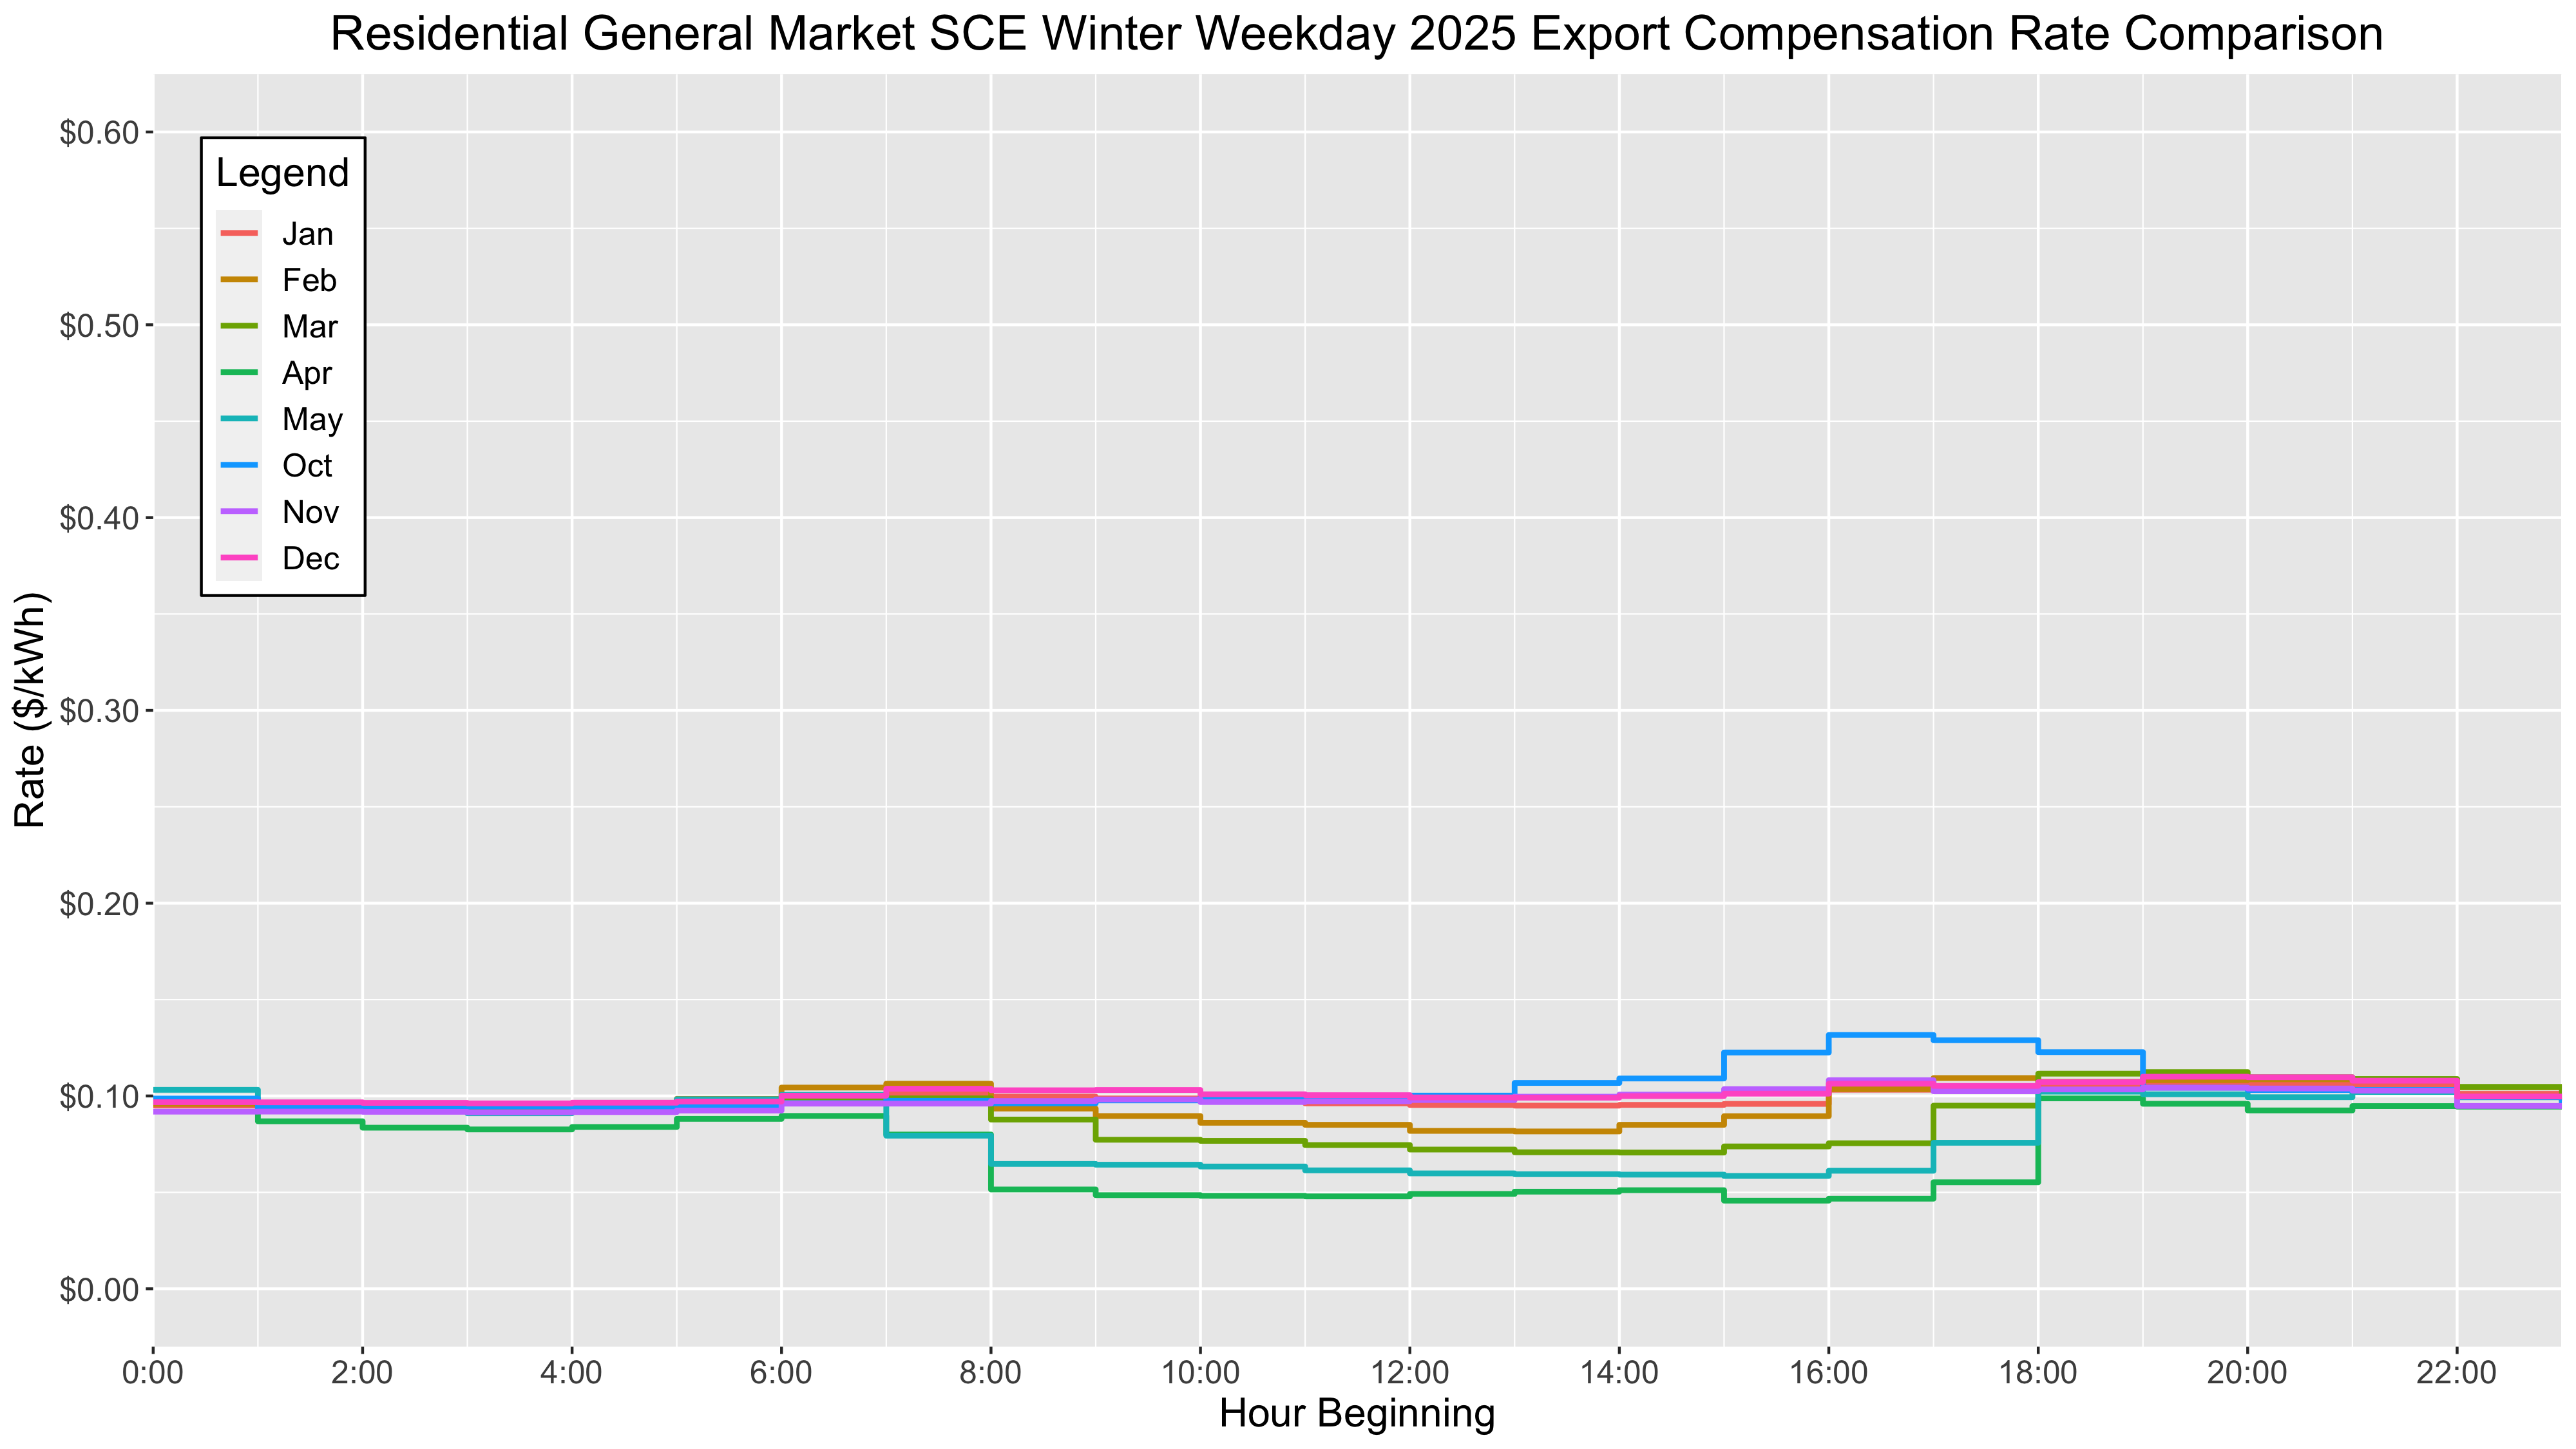 Residential General Market SCE Winter Weekday 2025 Export Compensation Rate Comparison
Rate ($/kWh)
$0.60
$0.50
$0.40
$0.30
$0.20
$0.10
$0.00
Legend
Jan
Feb
Mar
Apr
May
Oct
Nov
Dec
0:00 2:00 4:00 6:00 8:00 10:00 12:00 14:00 16:00 18:00 20:00 22:00
Hour Beginning